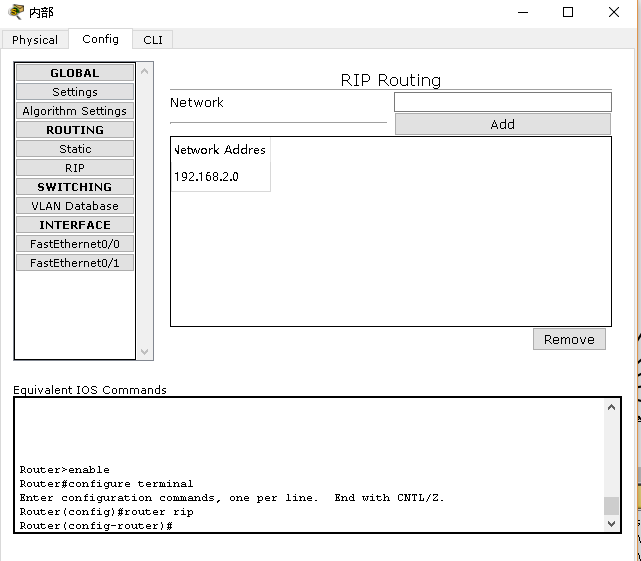 内部
Physical Config CLI
GLOBAL
Settings
Algorithm Settings
ROUTING
Static
RIP
SWITCHING
VLAN Database
INTERFACE
FastEthernet0/0
FastEthernet0/1
RIP Routing
Network
Add
Network Addres
192.168.2.0
Remove
Equivalent IOS Commands
Router>enable
Router#configure terminal
Enter configuration commands, one per line.  End with CNTL/Z.
Router(config)#router rip
Router(config-router)#